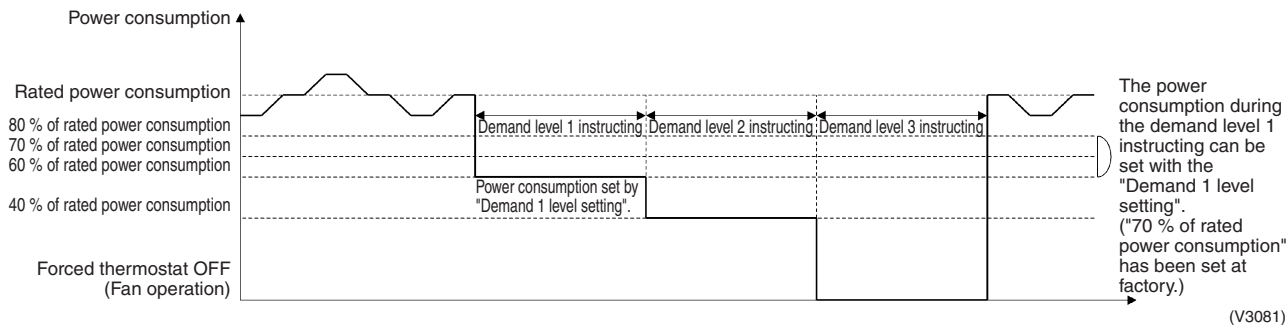 Power consumption
Rated power consumption
80 % of rated power consumption
70 % of rated power consumption
60 % of rated power consumption
40 % of rated power consumption
Forced thermostat OFF
(Fan operation)
Demand level 1 instructing
Demand level 2 instructing
Demand level 3 instructing
Power consumption set by
"Demand 1 level setting".
The power
consumption during
the demand level 1
instructing can be
set with the
"Demand 1 level
setting".
("70 % of rated
power consumption"
has been set at
factory.)
(V3081)